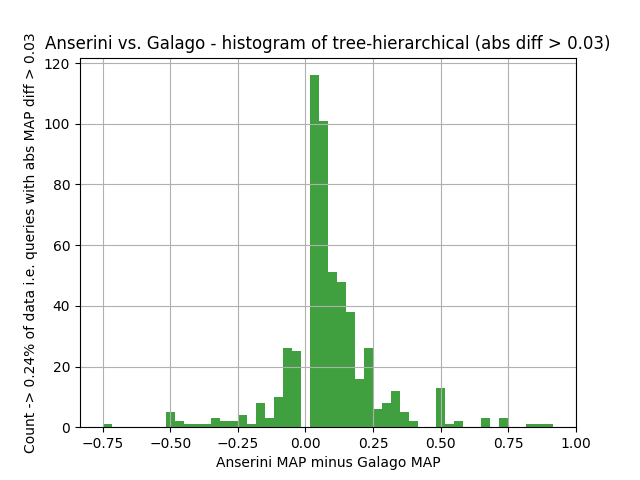 Anserini vs. Galago - histogram of tree-hierarchical (abs diff > 0.03)
Count -> 0.24% of data i.e. queries with abs MAP diff > 0.03
120
100
80
60
40
20
0
−0.75 −0.50 −0.25 0.00 0.25 0.50 0.75 1.00
Anserini MAP minus Galago MAP